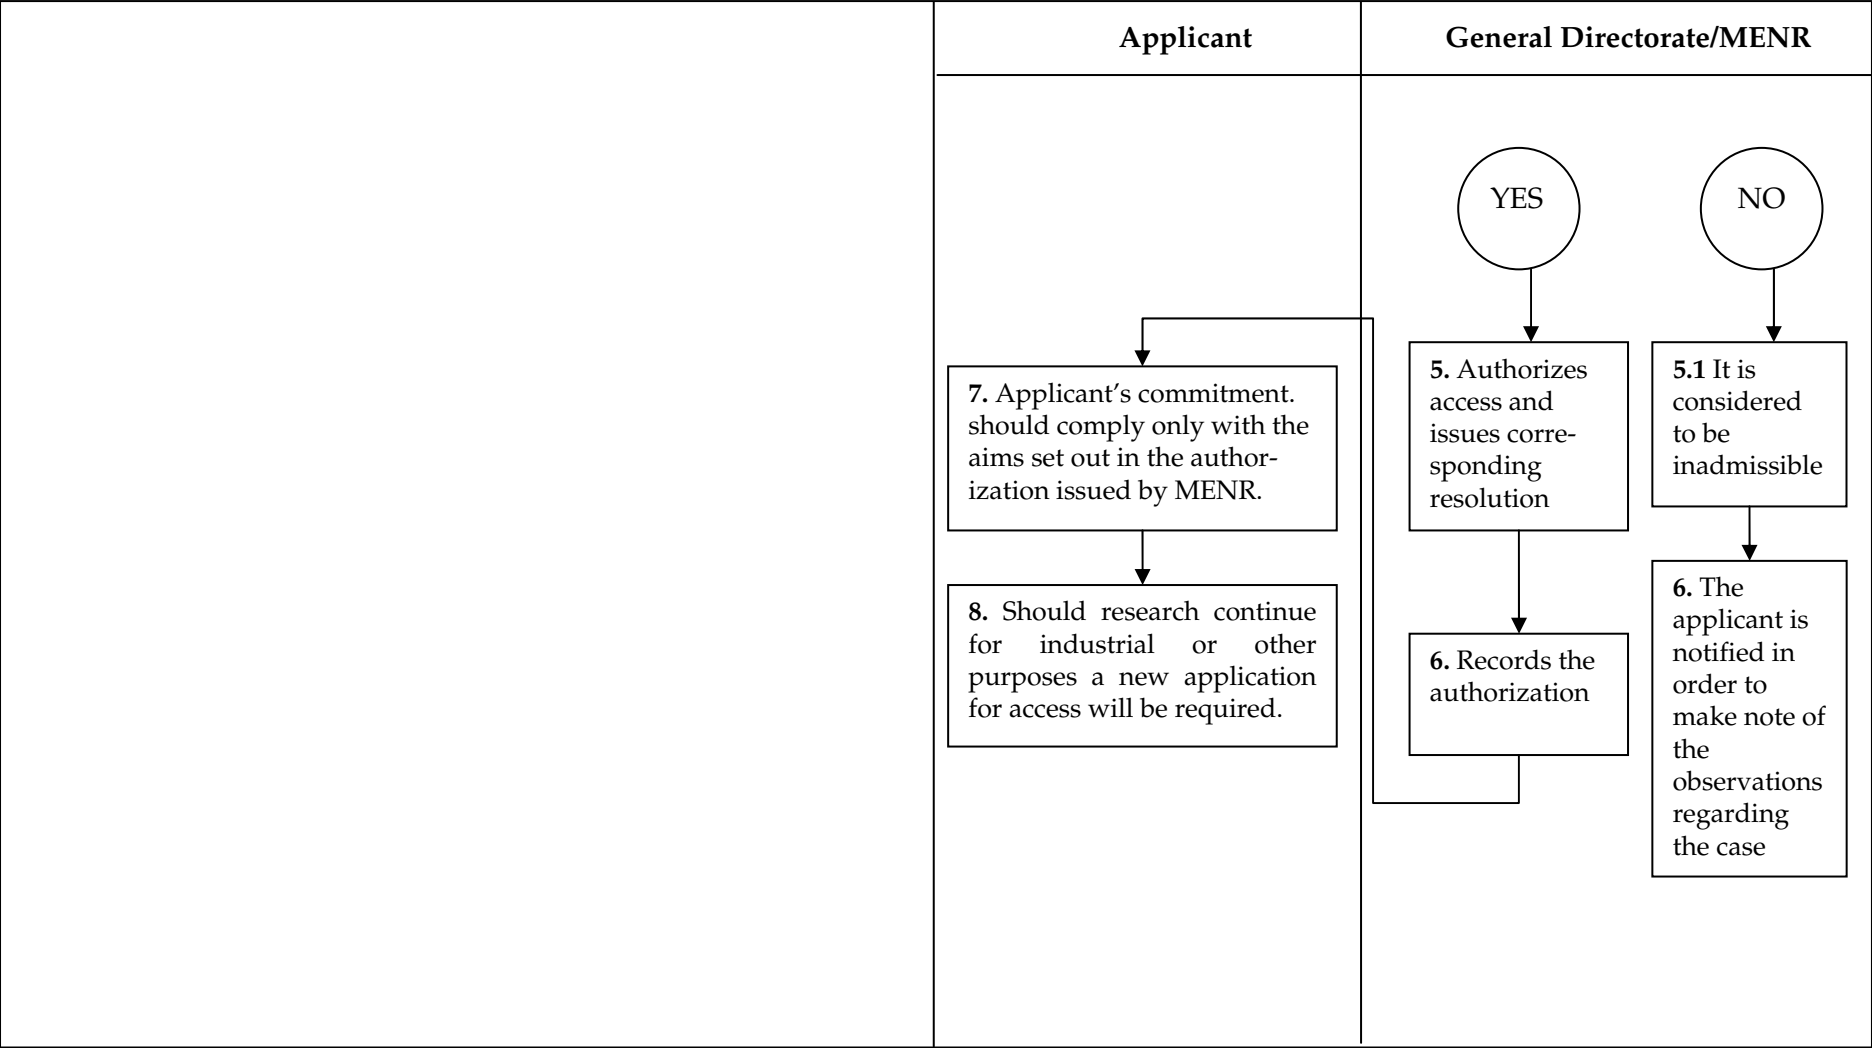 Applicant
General Directorate/MENR
YES
NO
5. Authorizes
access and
issues corre-
sponding
resolution
5.1 It is
considered
to be
inadmissible
7. Applicant’s commitment.
should comply only with the
aims set out in the author-
ization issued by MENR.
8. Should research continue
for industrial or other
purposes a new application
for access will be required.
6. Records the
authorization
6. The
applicant is
notified in
order to
make note of
the
observations
regarding
the case